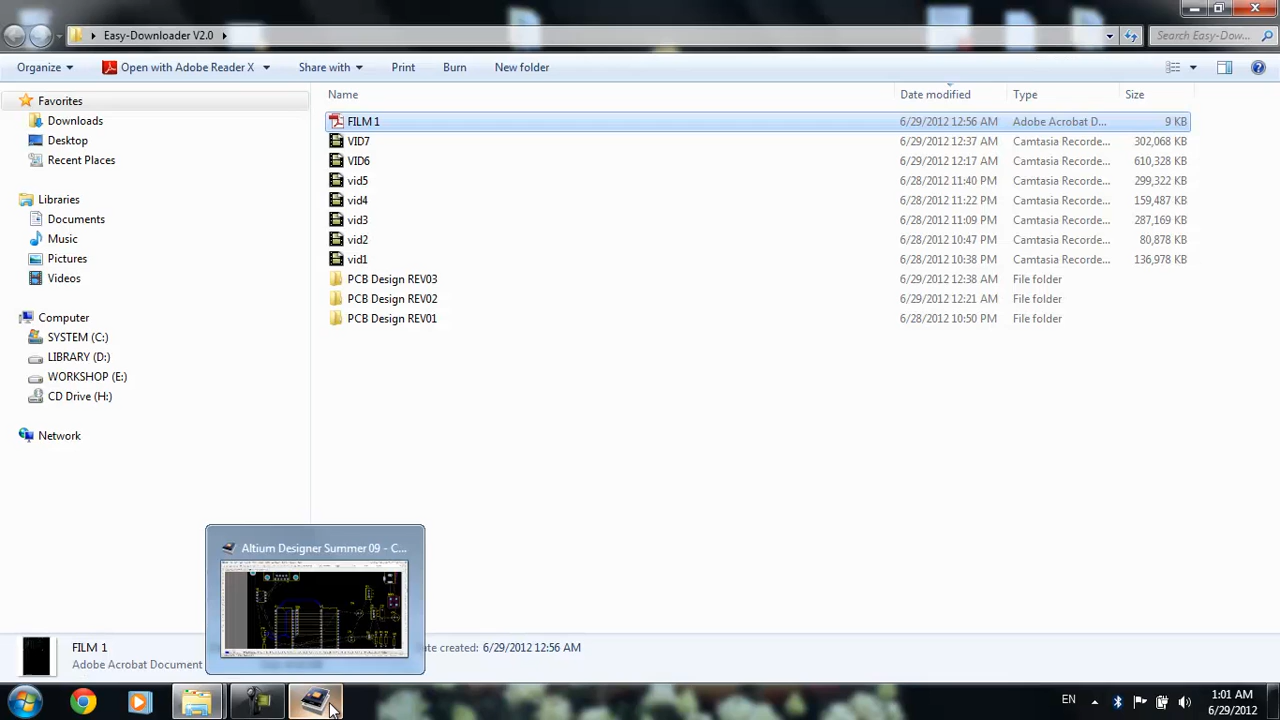 Easy-Downloader V2.0
Search Easy-Dow...
Organize
Open with Adobe Reader X
Share with
Print
Burn
New folder
Name
Date modified
Type
Size
Favorites
Downloads
Desktop
Recent Places
Libraries
Documents
Music
Pictures
Videos
Computer
SYSTEM (C:)
LIBRARY (D:)
WORKSHOP (E:)
CD Drive (H:)
Network
FILM 1 6/29/2012 12:56 AM Adobe Acrobat D... 9 KB
VID7 6/29/2012 12:37 AM Camtasia Recorde... 302,068 KB
VID6 6/29/2012 12:17 AM Camtasia Recorde... 610,328 KB
vid5 6/28/2012 11:40 PM Camtasia Recorde... 299,322 KB
vid4 6/28/2012 11:22 PM Camtasia Recorde... 159,487 KB
vid3 6/28/2012 11:09 PM Camtasia Recorde... 287,169 KB
vid2 6/28/2012 10:47 PM Camtasia Recorde... 80,878 KB
vid1 6/28/2012 10:38 PM Camtasia Recorde... 136,978 KB
PCB Design REV03 6/29/2012 12:38 AM File folder
PCB Design REV02 6/29/2012 12:21 AM File folder
PCB Design REV01 6/28/2012 10:50 PM File folder
Altium Designer Summer 09 - C...
FILM 1
created: 6/29/2012
Adobe Acrobat Document
EN
1:01 AM
6/29/2012